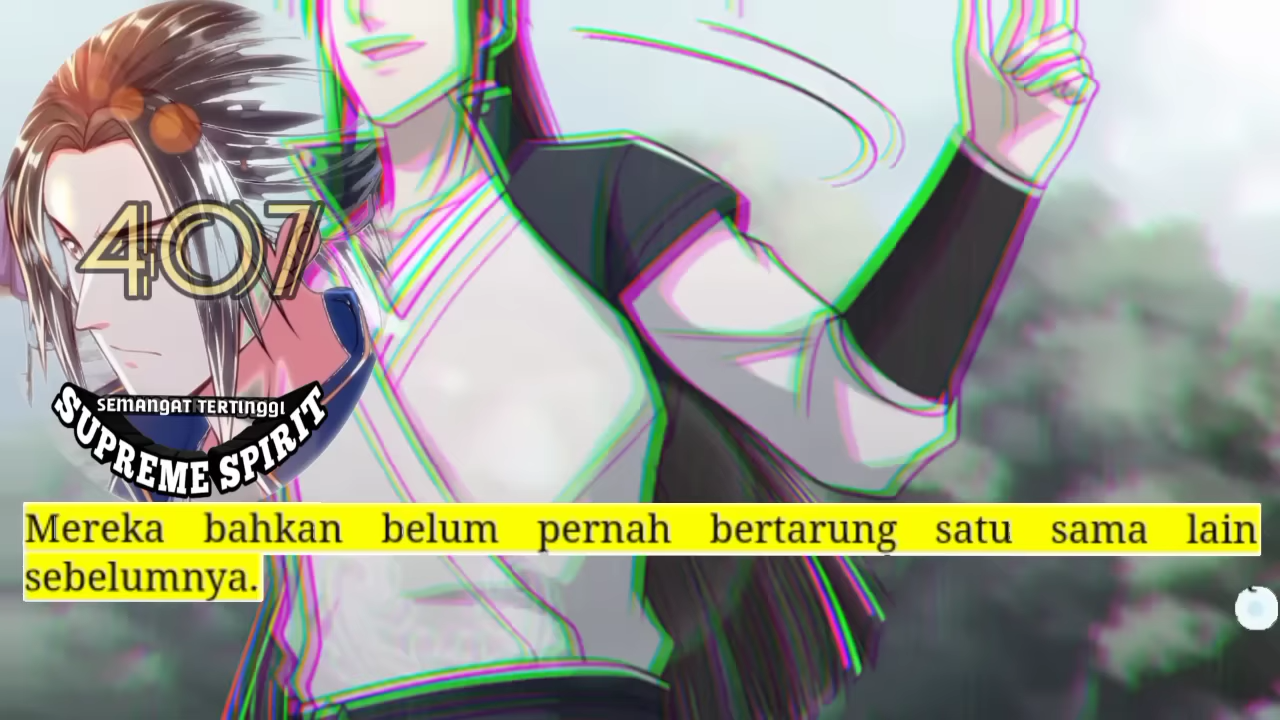 407
SEMANGAT TERTINGGI
SUPREME SPIRIT
Mereka bahkan belum pernah bertarung satu sama lain
sebelumnya.